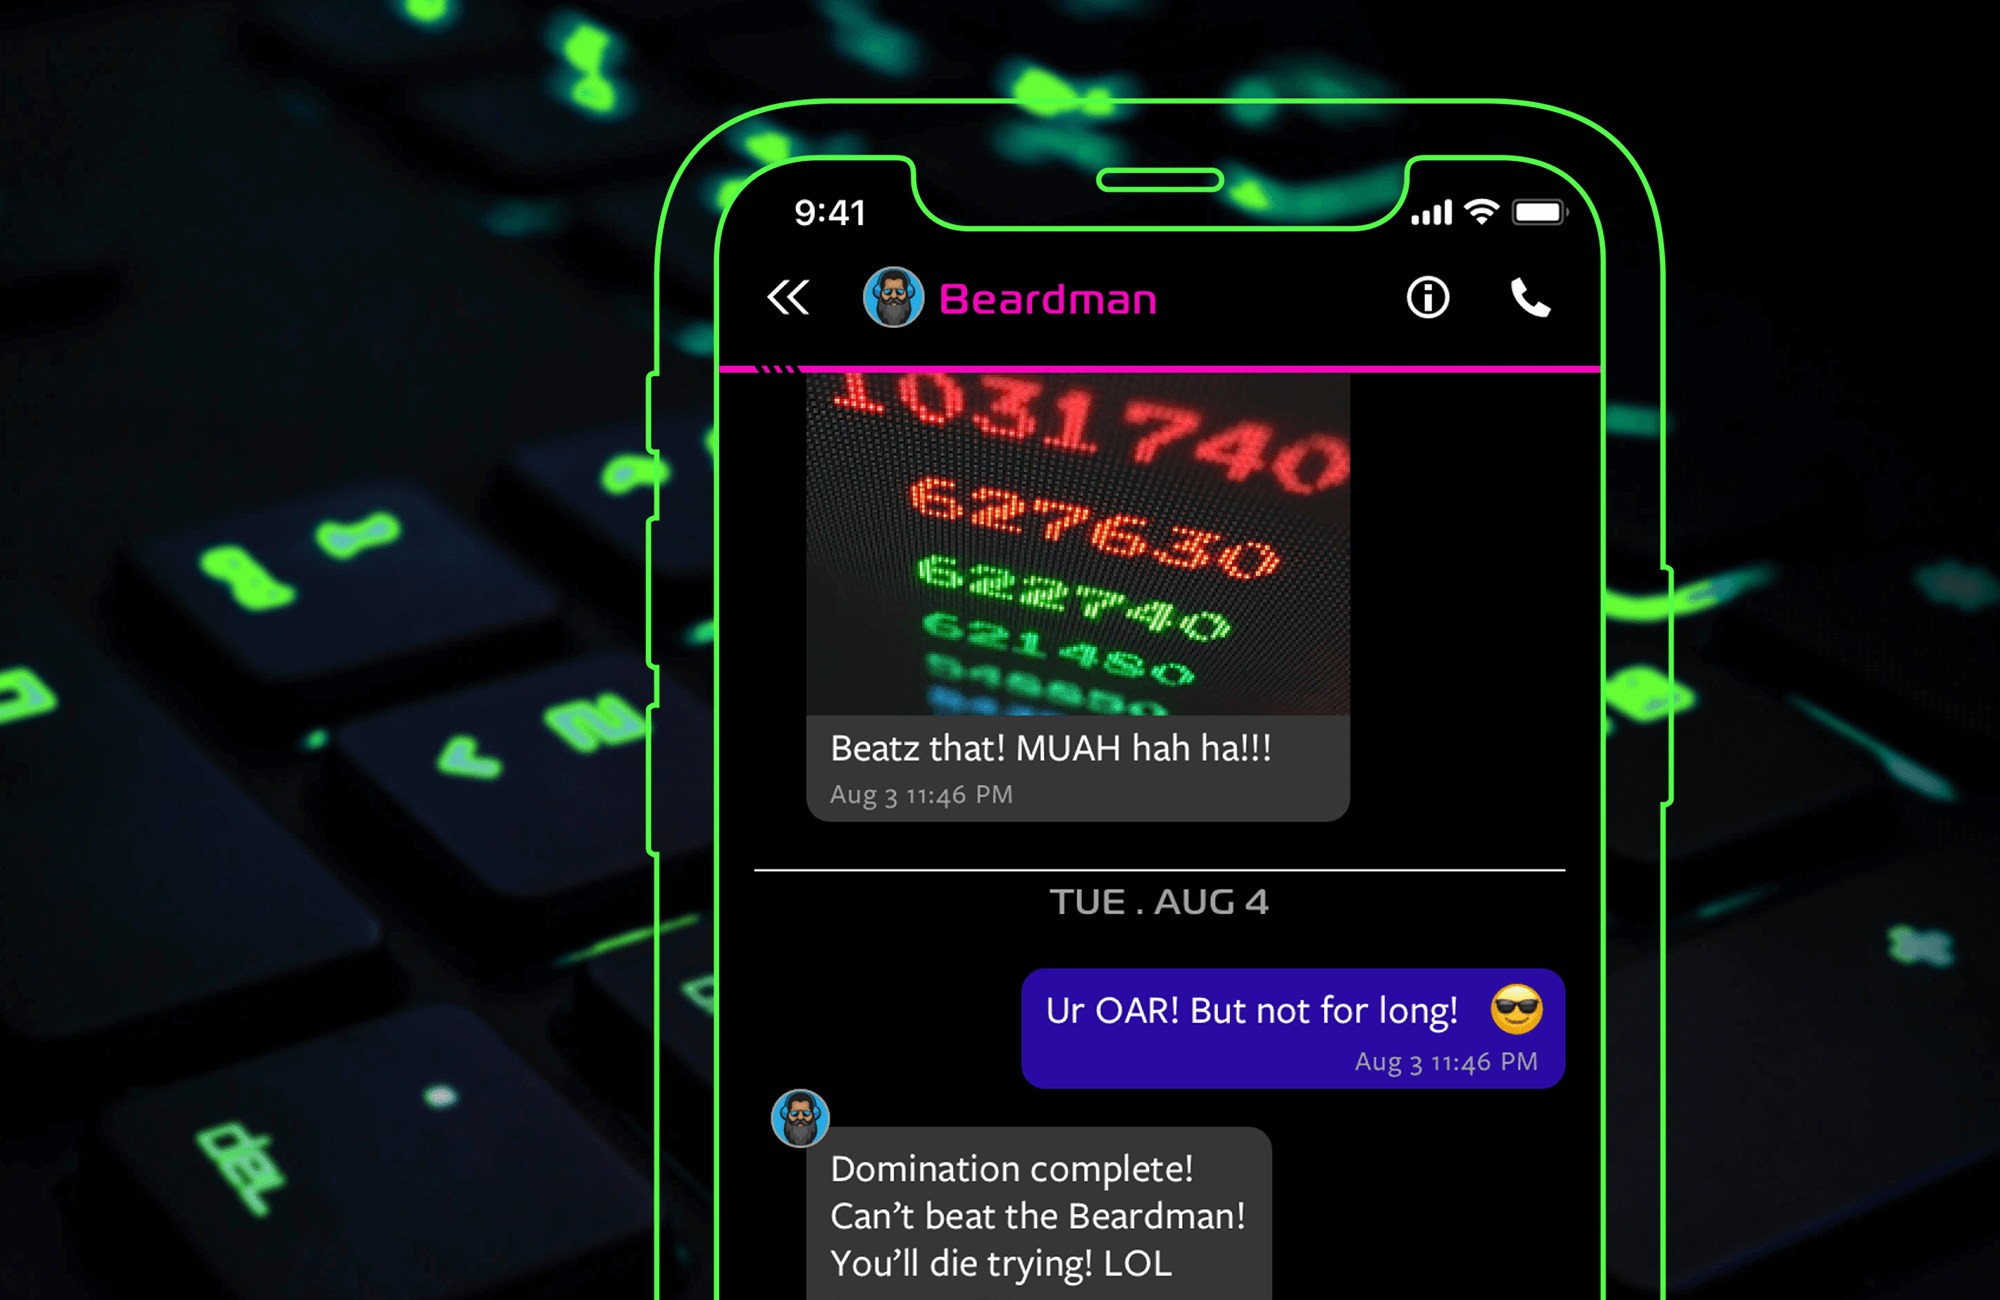 9:41
Beardman
1031740
627630
622740
621480
Beatz that! MUAH hah ha!!!
Aug 3 11:46 PM
TUE . AUG 4
Ur OAR! But not for long! 😎
Aug 3 11:46 PM
Domination complete!
Can’t beat the Beardman!
You’ll die trying! LOL
del